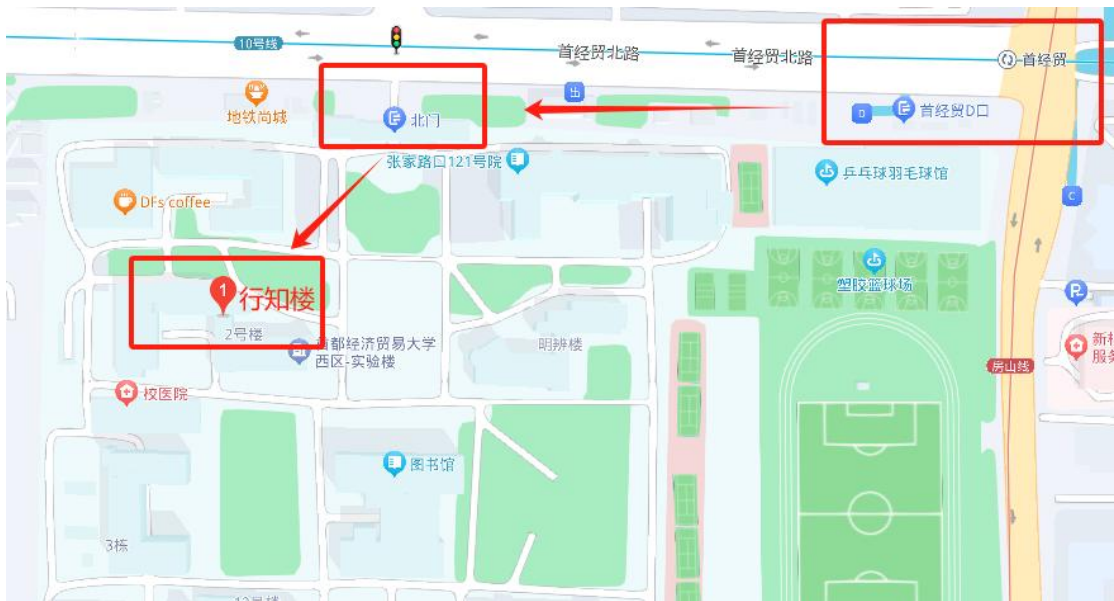 10号线
首经贸北路
首经贸北路
首经贸
出
D
首经贸D口
地铁尚城
北门
张家路口121号院
乒乓球羽毛球馆
C
DFs coffee
塑胶篮球场
P
1
行知楼
2号楼
首都经济贸易大学
西区-实验楼
明辨楼
服务
房山线
校医院
图书馆
3栋